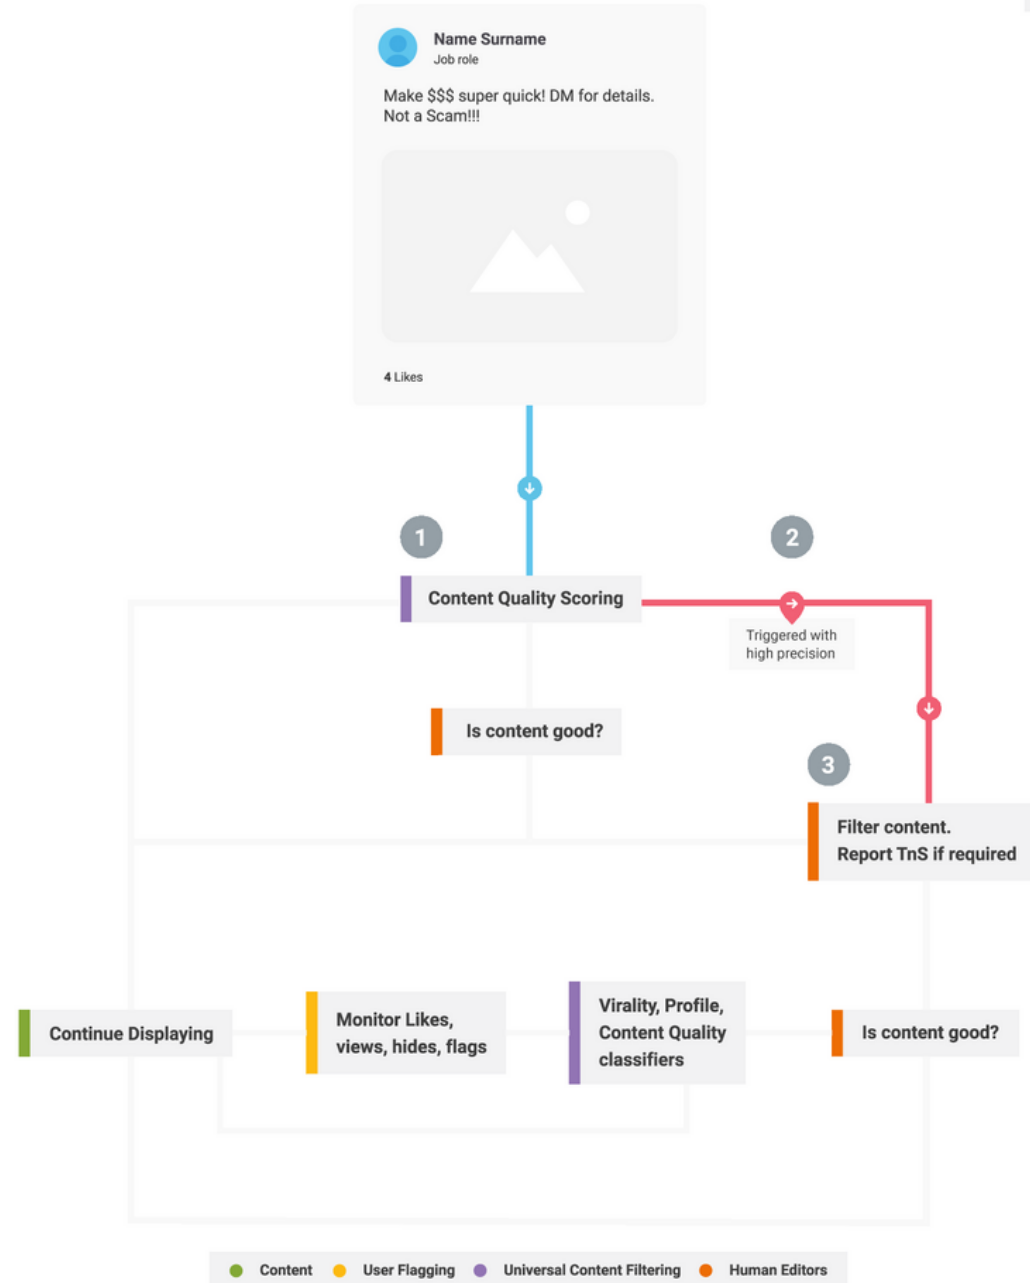 Name Surname
Job role
Make $$$ super quick! DM for details.
Not a Scam!!!
4 Likes
1
2
Content Quality Scoring
Triggered with
high precision
Is content good?
3
Filter content.
Report TnS if required
Continue Displaying
Monitor Likes,
views, hides, flags
Virality, Profile,
Content Quality
classifiers
Is content good?
Content User Flagging Universal Content Filtering Human Editors